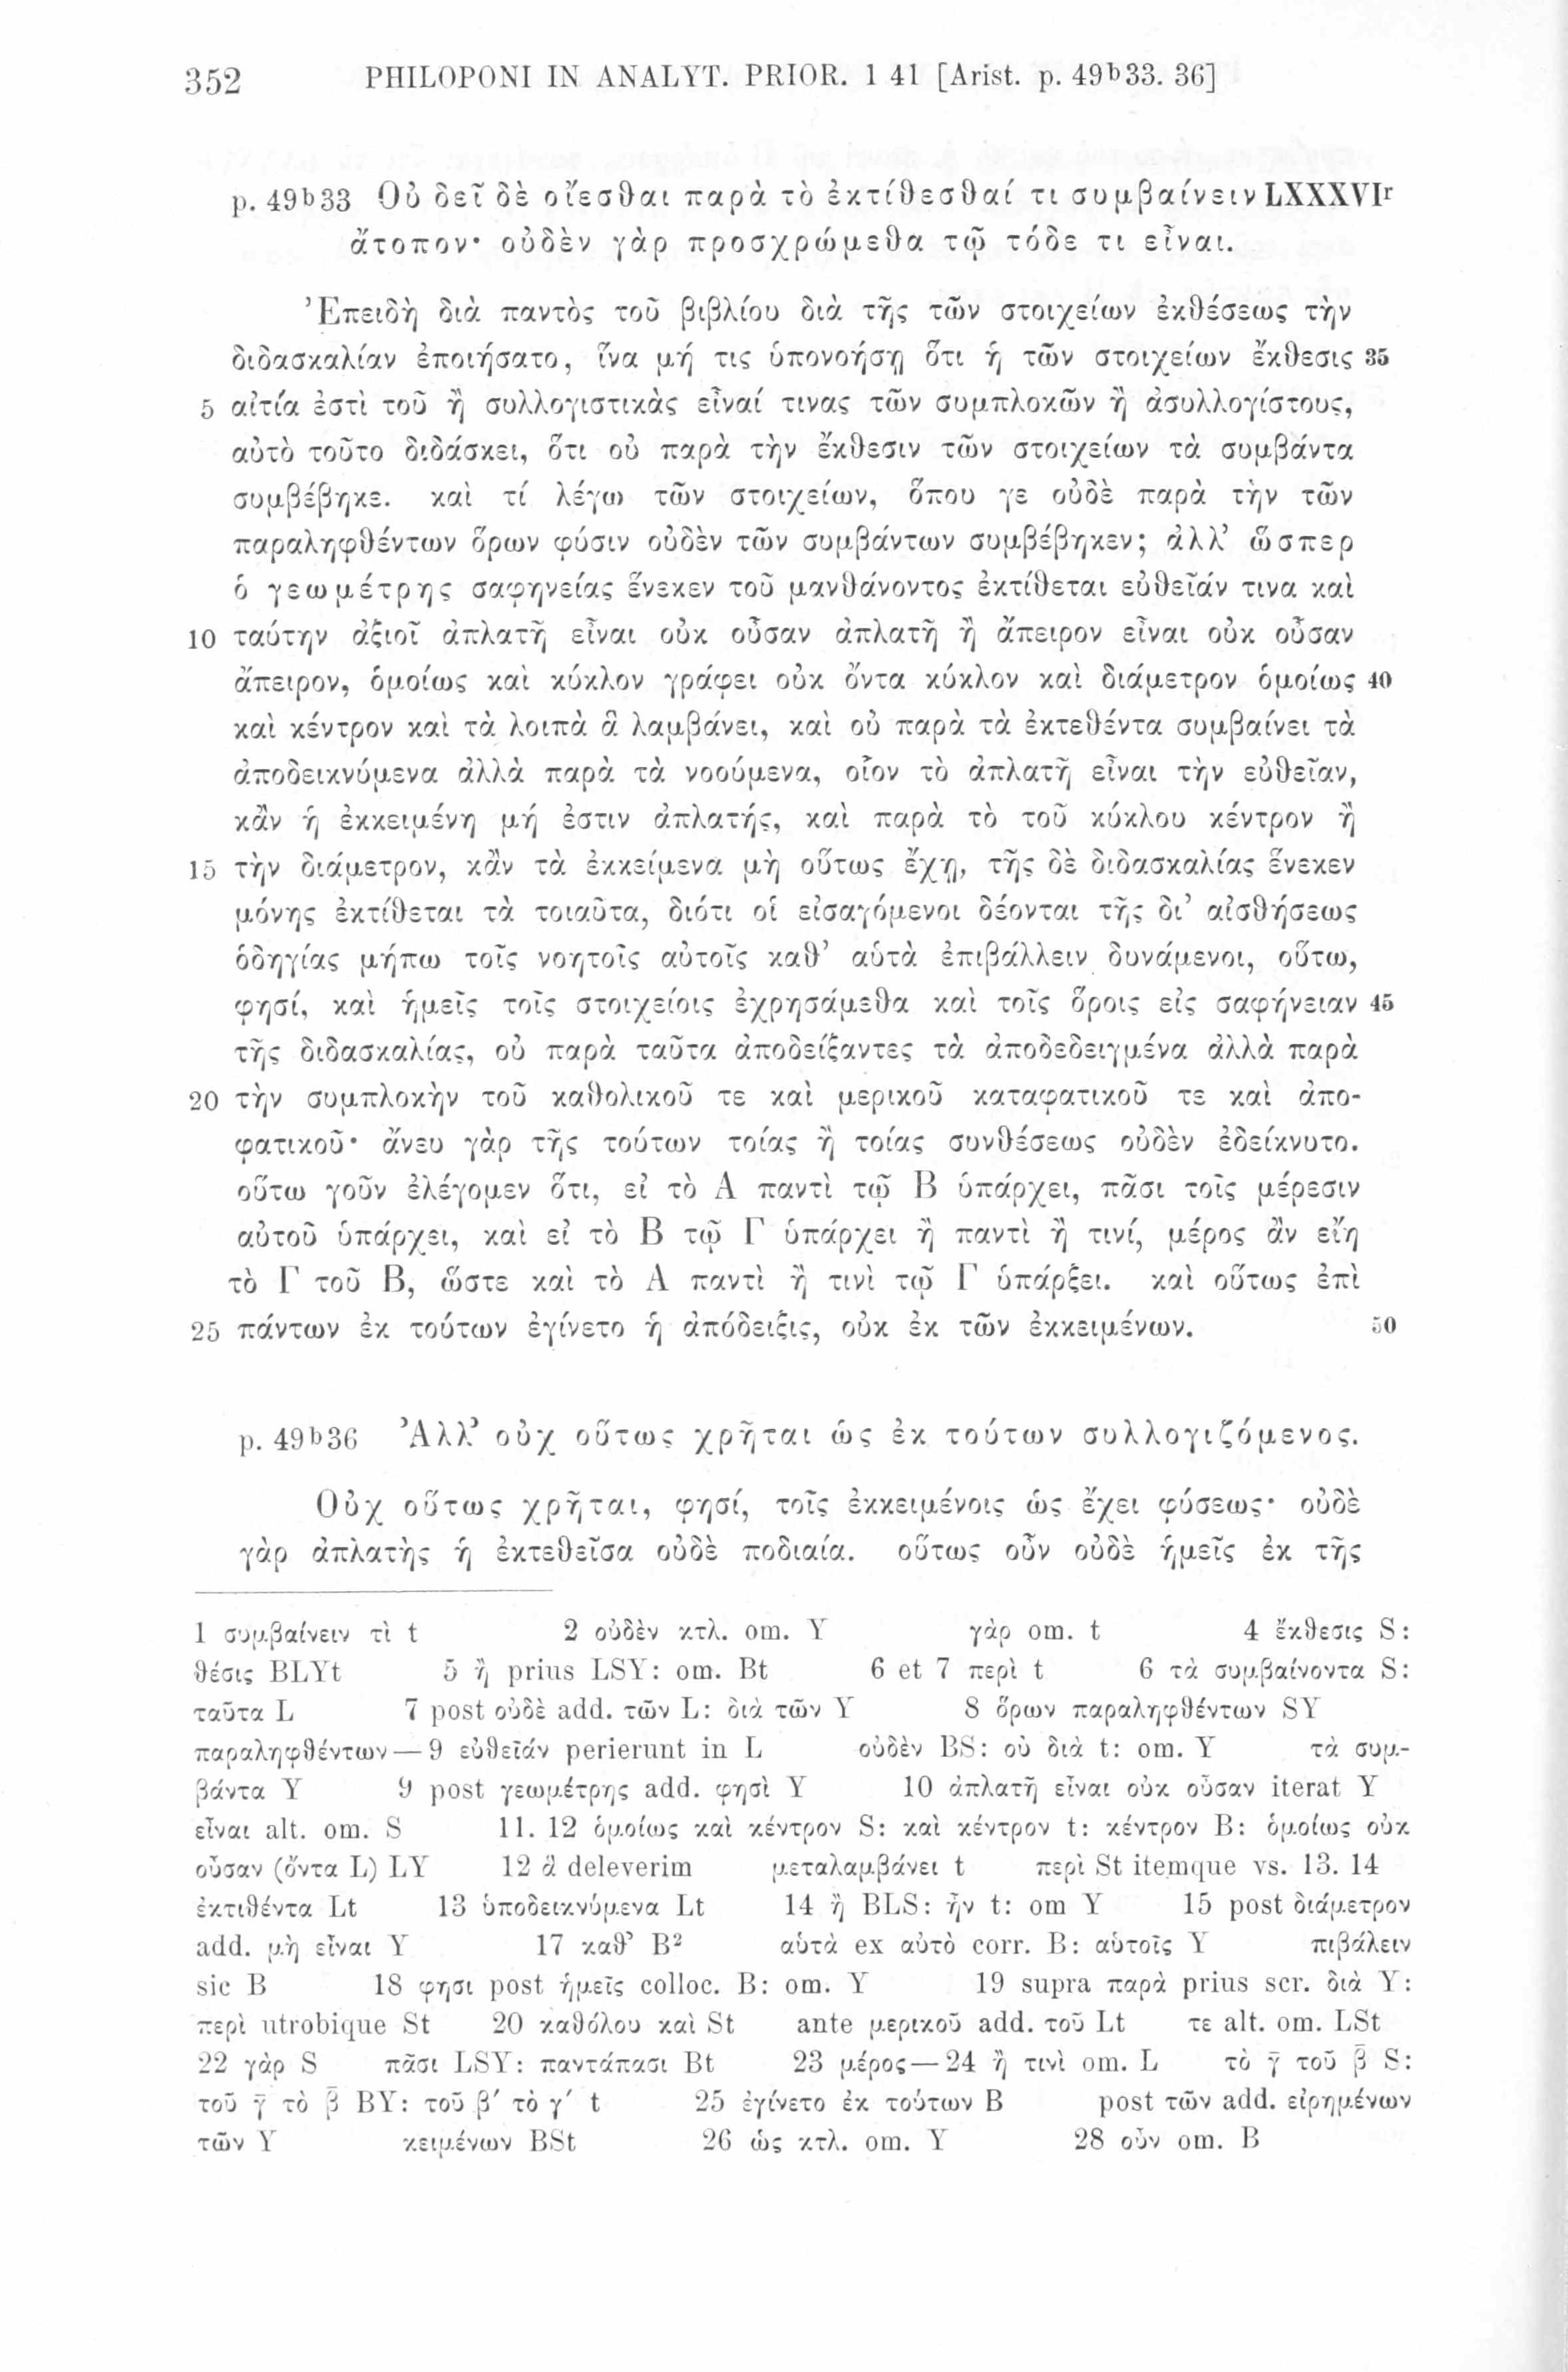 352 PHILOPONI IN ANALYT. PRIOR. I 41 [Arist. p. 49b33. 36]
p. 49b33 Οὐ δεῖ δὲ οἴεσθαι παρὰ τὸ ἐκτίθεσθαί τι συμβαίνειν LXXXVIr
ἄτοπον· οὐδὲν γὰρ προσχρώμεθα τῷ τόδε τι εἶναι.
Ἐπειδὴ διὰ παντὸς τοῦ βιβλίου διὰ τῆς τῶν στοιχείων ἐκθέσεως τὴν
διδασκαλίαν ἐποιήσατο, ἵνα μή τις ὑπονοήσῃ ὅτι ἡ τῶν στοιχείων ἔκθεσις 35
5 αἰτία ἐστὶ τοῦ ἢ συλλογιστικὰς εἶναί τινας τῶν συμπλοκῶν ἢ ἀσυλλογίστους,
αὐτὸ τοῦτο διδάσκει, ὅτι οὐ παρὰ τὴν ἔκθεσιν τῶν στοιχείων τὰ συμβάντα
συμβέβηκε. καὶ τί λέγω τῶν στοιχείων, ὅπου γε οὐδὲ παρὰ τὴν τῶν
παραληφθέντων ὅρων φύσιν οὐδὲν τῶν συμβάντων συμβέβηκεν; ἀλλ’ ὥσπερ
ὁ γεωμέτρης σαφηνείας ἕνεκεν τοῦ μανθάνοντος ἐκτίθεται εὐθεῖάν τινα καὶ
10 ταύτην ἀξιοῖ ἀπλατῆ εἶναι οὐκ οὖσαν ἀπλατῆ ἢ ἄπειρον εἶναι οὐκ οὖσαν
ἄπειρον, ὁμοίως καὶ κύκλον γράφει οὐκ ὄντα κύκλον καὶ διάμετρον ὁμοίως 40
καὶ κέντρον καὶ τὰ λοιπὰ ἃ λαμβάνει, καὶ οὐ παρὰ τὰ ἐκτεθέντα συμβαίνει τὰ
ἀποδεικνύμενα ἀλλὰ παρὰ τὰ νοούμενα, οἷον τὸ ἀπλατῆ εἶναι τὴν εὐθεῖαν,
κἂν ἡ ἐκκειμένη μή ἐστιν ἀπλατής, καὶ παρὰ τὸ τοῦ κύκλου κέντρον ἢ
15 τὴν διάμετρον, κἂν τὰ ἐκκείμενα μὴ οὕτως ἔχῃ, τῆς δὲ διδασκαλίας ἕνεκεν
μόνης ἐκτίθεται τὰ τοιαῦτα, διότι οἱ εἰσαγόμενοι δέονται τῆς δι’ αἰσθήσεως
ὁδηγίας μήπω τοῖς νοητοῖς αὐτοῖς καθ’ αὑτὰ ἐπιβάλλειν δυνάμενοι, οὕτω,
φησί, καὶ ἡμεῖς τοῖς στοιχείοις ἐχρησάμεθα καὶ τοῖς ὅροις εἰς σαφήνειαν 45
τῆς διδασκαλίας, οὐ παρὰ ταῦτα ἀποδείξαντες τὰ ἀποδεδειγμένα ἀλλὰ παρὰ
20 τὴν συμπλοκὴν τοῦ καθολικοῦ τε καὶ μερικοῦ καταφατικοῦ τε καὶ ἀπο-
φατικοῦ· ἄνευ γὰρ τῆς τούτων τοίας ἢ τοίας συνθέσεως οὐδὲν ἐδείκνυτο.
οὕτω γοῦν ἐλέγομεν ὅτι, εἰ τὸ Α παντὶ τῷ Β ὑπάρχει, πᾶσι τοῖς μέρεσιν
αὐτοῦ ὑπάρχει, καὶ εἰ τὸ Β τῷ Γ ὑπάρχει ἢ παντὶ ἢ τινί, μέρος ἂν εἴη
τὸ Γ τοῦ Β, ὥστε καὶ τὸ Α παντὶ ἢ τινὶ τῷ Γ ὑπάρξει. καὶ οὕτως ἐπὶ
25 πάντων ἐκ τούτων ἐγίνετο ἡ ἀπόδειξις, οὐκ ἐκ τῶν ἐκκειμένων. 50
p. 49b36 Ἀλλ’ οὐχ οὕτως χρῆται ὡς ἐκ τούτων συλλογιζόμενος.
Οὐχ οὕτως χρῆται, φησί, τοῖς ἐκκειμένοις ὡς ἔχει φύσεως· οὐδὲ
γὰρ ἀπλατὴς ἡ ἐκτεθεῖσα οὐδὲ ποδιαία. οὕτως οὖν οὐδὲ ἡμεῖς ἐκ τῆς
1 συμβαίνειν τὶ t 2 οὐδὲν κτλ. om. Y γὰρ om. t 4 ἔκθεσις S:
θέσις BLYt 5 ἢ prius LSY: om. Bt 6 et 7 περὶ t 6 τὰ συμβαίνοντα S:
ταῦτα L 7 post οὐδὲ add. τῶν L: διὰ τῶν Y 8 ὅρων παραληφθέντων SY
παραληφθέντων — 9 εὐθεῖάν perierunt in L οὐδὲν BS: οὐ διὰ t: om. Y τὰ συμ-
βάντα Y 9 post γεωμέτρης add. φησὶ Y 10 ἀπλατῆ εἶναι οὐκ οὖσαν iterat Y
εἶναι alt. om. S 11. 12 ὁμοίως καὶ κέντρον S: καὶ κέντρον t: κέντρον B: ὁμοίως οὐκ
οὖσαν (ὄντα L) LY 12 ἃ deleverim μεταλαμβάνει t περὶ St itemque vs. 13. 14
ἐκτιθέντα Lt 13 ὑποδεικνύμενα Lt 14 ἢ BLS: ἦν t: om Y 15 post διάμετρον
add. μὴ εἶναι Y 17 καθ’ B2 αὑτὰ ex αὐτὸ corr. B: αὑτοῖς Y πιβάλειν
sic B 18 φησι post ἡμεῖς colloc. B: om. Y 19 supra παρὰ prius scr. διὰ Y:
περὶ utrobique St 20 καθόλου καὶ St ante μερικοῦ add. τοῦ Lt τε alt. om. LSt
22 γὰρ S πᾶσι LSY: παντάπασι Bt 23 μέρος — 24 ἢ τινὶ om. L τὸ γ̄ τοῦ β̄ S:
τοῦ γ̄ τὸ β̄ BY: τοῦ β′ τὸ γ′ t 25 ἐγίνετο ἐκ τούτων B post τῶν add. εἰρημένων
τῶν Y κειμένων BSt 26 ὡς κτλ. om. Y 28 οὖν om. B